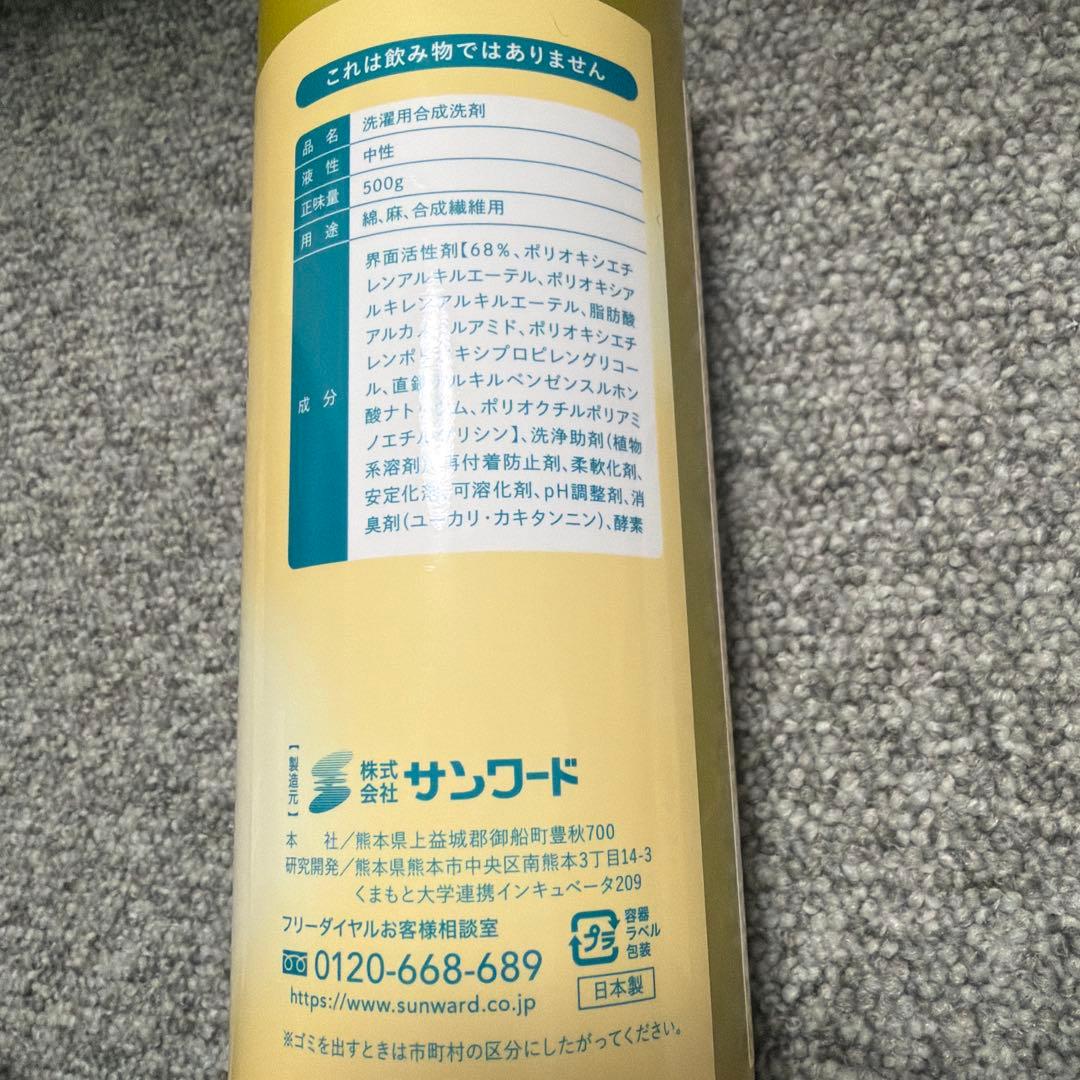 これは飲み物ではありません
品名 洗濯用合成洗剤
液性 中性
正味量 500g
用途 綿、麻、合成繊維用
成分 界面活性剤【68%、ポリオキシエチ
レンアルキルエーテル、ポリオキシア
ルキレンアルキルエーテル、脂肪酸
アルカノールアミド、ポリオキシエチ
レンポリオキシプロピレングリコー
ル、直鎖アルキルベンゼンスルホン
酸ナトリウム、ポリオクチルポリアミ
ノエチルグリシン】、洗浄助剤(植物
系溶剤)、再付着防止剤、柔軟化剤、
安定化剤、可溶化剤、pH調整剤、消
臭剤(ユーカリ・カキタンニン)、酵素
【製造元】
株式会社 サンワード
本 社/熊本県上益城郡御船町豊秋700
研究開発/熊本県熊本市中央区南熊本3丁目14-3
くまもと大学連携インキュベータ209
フリーダイヤルお客様相談室
0120-668-689
https://www.sunward.co.jp
プラ
容器
ラベル
包装
日本製
※ゴミを出すときは市町村の区分にしたがってください。